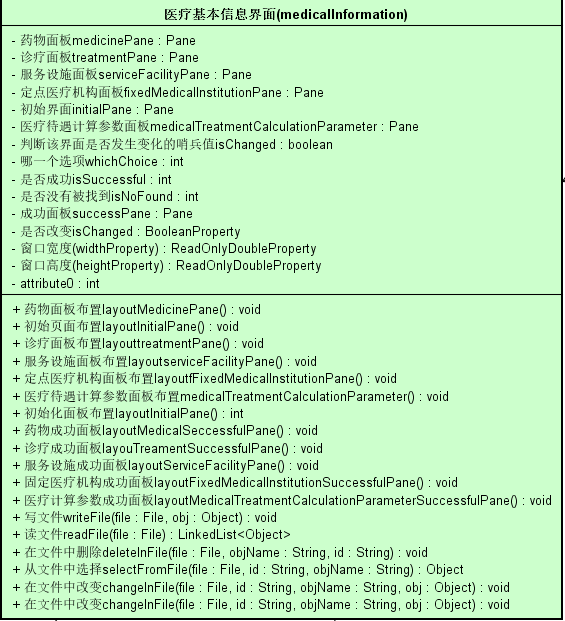 医疗基本信息界面(medicalInformation)
- 药物面板medicinePane : Pane
- 诊疗面板treatmentPane : Pane
- 服务设施面板serviceFacilityPane : Pane
- 定点医疗机构面板fixedMedicalInstitutionPane : Pane
- 初始界面initialPane : Pane
- 医疗待遇计算参数面板medicalTreatmentCalculationParameter : Pane
- 判断该界面是否发生变化的哨兵值isChanged : boolean
- 哪一个选项whichChoice : int
- 是否成功isSuccessful : int
- 是否没有被找到isNoFound : int
- 成功面板successPane : Pane
- 是否改变isChanged : BooleanProperty
- 窗口宽度(widthProperty) : ReadOnlyDoubleProperty
- 窗口高度(heightProperty) : ReadOnlyDoubleProperty
- attribute0 : int
+ 药物面板布置layoutMedicinePane() : void
+ 初始页面布置layoutInitialPane() : void
+ 诊疗面板布置layouttreatmentPane() : void
+ 服务设施面板布置layoutserviceFacilityPane() : void
+ 定点医疗机构面板布置layoutfFixedMedicalInstitutionPane() : void
+ 医疗待遇计算参数面板布置medicalTreatmentCalculationParameter() : void
+ 初始化面板布置layoutInitialPane() : int
+ 药物成功面板layoutMedicalSeccessfulPane() : void
+ 诊疗成功面板layouTreamentSuccessfulPane() : void
+ 服务设施成功面板layoutServiceFacilityPane() : void
+ 固定医疗机构成功面板layoutFixedMedicalInstitutionSuccessfulPane() : void
+ 医疗计算参数成功面板layoutMedicalTreatmentCalculationParameterSuccessfulPane() : void
+ 写文件writeFile(file : File, obj : Object) : void
+ 读文件readFile(file : File) : LinkedList<Object>
+ 在文件中删除deleteInFile(file : File, objName : String, id : String) : void
+ 从文件中选择selectFromFile(file : File, id : String, objName : String) : Object
+ 在文件中改变changeInFile(file : File, id : String, objName : String, obj : Object) : void
+ 在文件中改变changeInFile(file : File, id : String, objName : String, obj : Object) : void